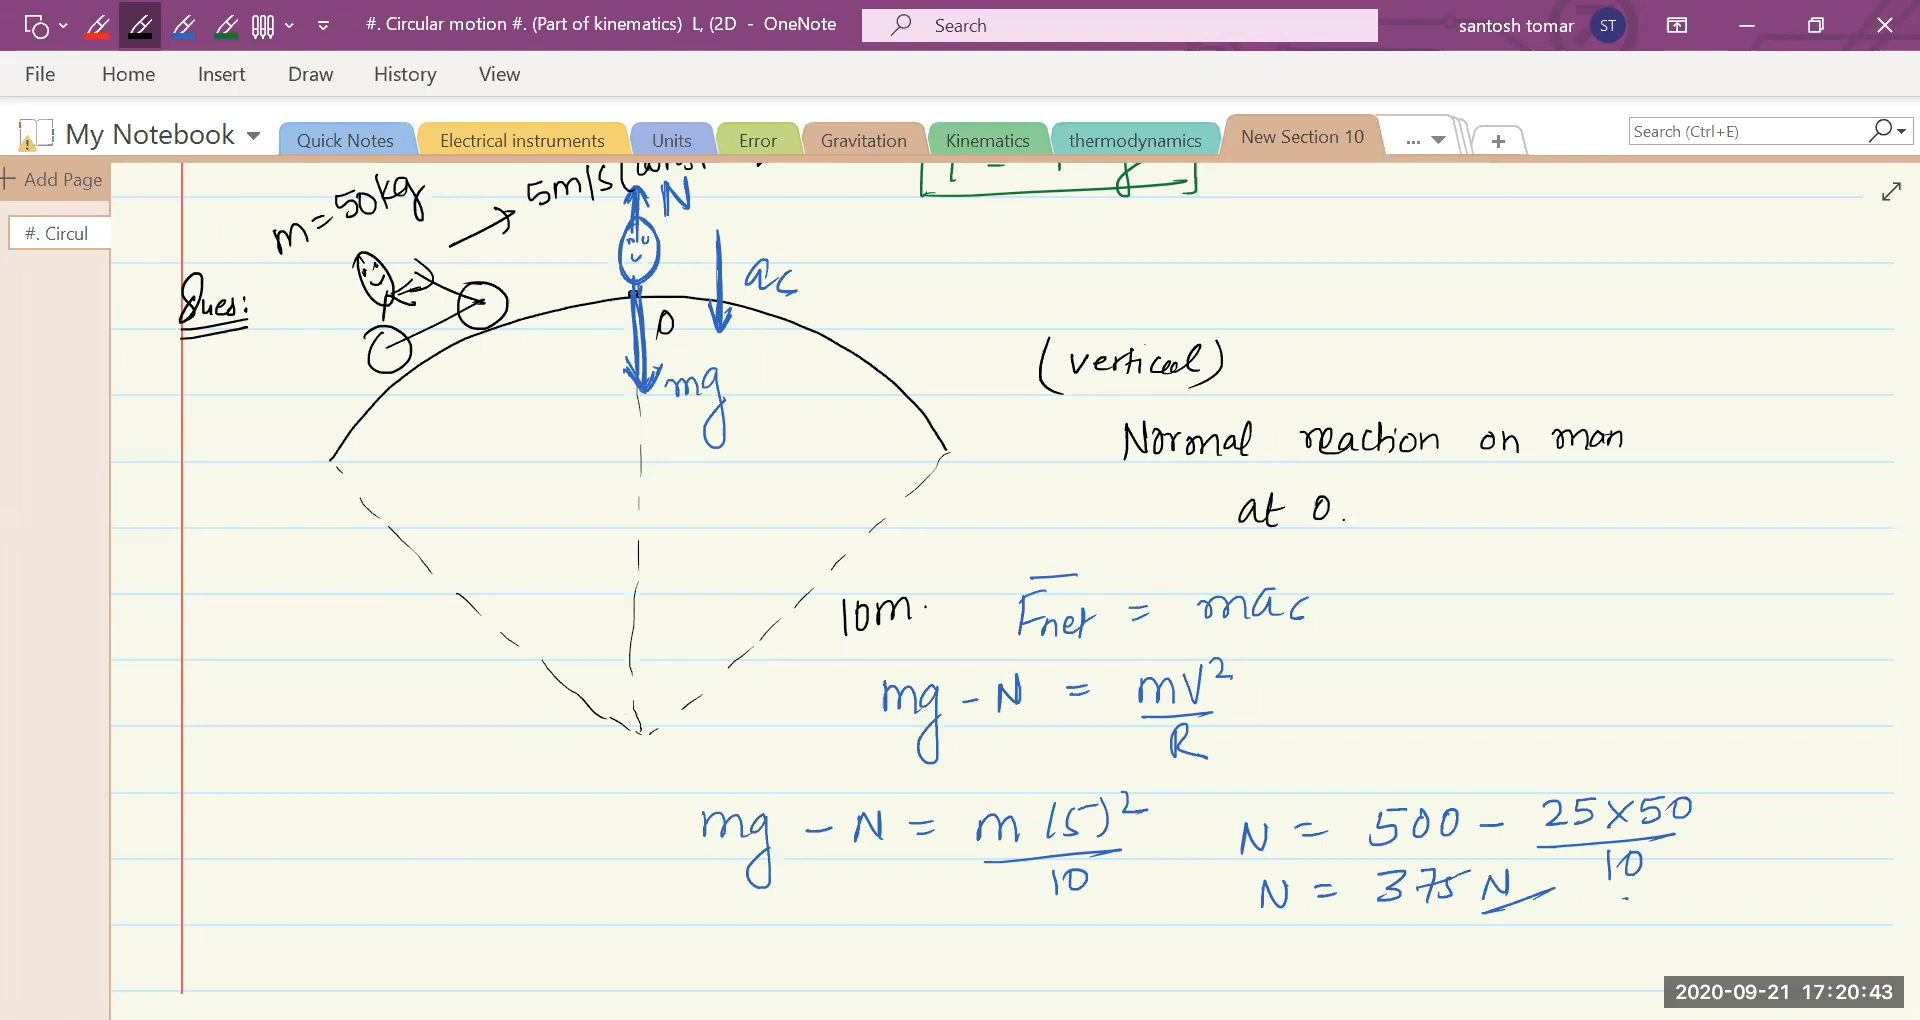 #. Circular motion #. (Part of kinematics) L, (2D - OneNote
Search
santosh tomar
ST
File Home Insert Draw History View
My Notebook
Quick Notes
Electrical instruments
Units
Error
Gravitation
Kinematics
thermodynamics
New Section 10
...
+
Search (Ctrl+E)
+ Add Page
#. Circul
m = 50kg
5m/s
N
Ques:
ac
O
mg
(vertical)
Normal reaction on man
at O.
10m.
Fnet = mac
mg - N = mV²/R
mg - N = m(5)²/10
N = 500 - 25×50/10
N = 375 N
2020-09-21 17:20:43